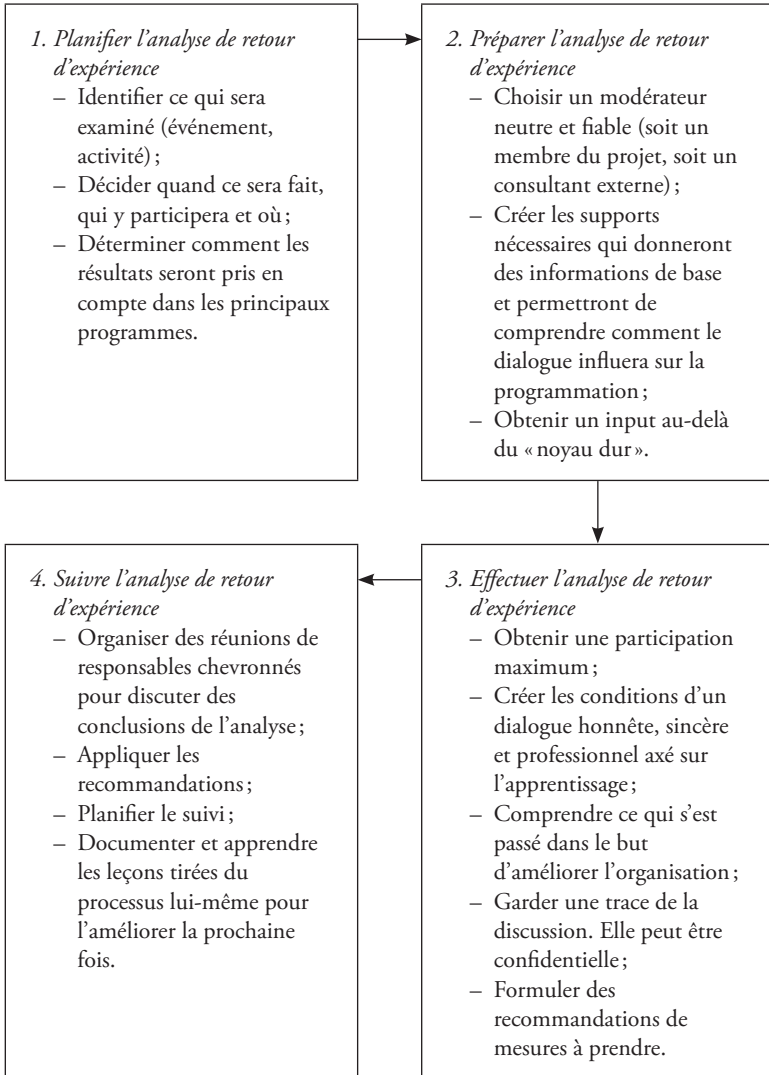 1. Planifier l'analyse de retour
d'expérience
– Identifier ce qui sera
examiné (événement,
activité) ;
– Décider quand ce sera fait,
qui y participera et où ;
– Déterminer comment les
résultats seront pris en
compte dans les principaux
programmes.
2. Préparer l'analyse de retour
d'expérience
– Choisir un modérateur
neutre et fiable (soit un
membre du projet, soit un
consultant externe) ;
– Créer les supports
nécessaires qui donneront
des informations de base
et permettront de
comprendre comment le
dialogue influera sur la
programmation ;
– Obtenir un input au-delà
du « noyau dur ».
3. Effectuer l'analyse de retour
d'expérience
– Obtenir une participation
maximum ;
– Créer les conditions d'un
dialogue honnête, sincère
et professionnel axé sur
l'apprentissage ;
– Comprendre ce qui s'est
passé dans le but
d'améliorer l'organisation ;
– Garder une trace de la
discussion. Elle peut être
confidentielle ;
– Formuler des
recommandations de
mesures à prendre.
4. Suivre l'analyse de retour
d'expérience
– Organiser des réunions de
responsables chevronnés
pour discuter des
conclusions de l'analyse ;
– Appliquer les
recommandations ;
– Planifier le suivi ;
– Documenter et apprendre
les leçons tirées du
processus lui-même pour
l'améliorer la prochaine
fois.